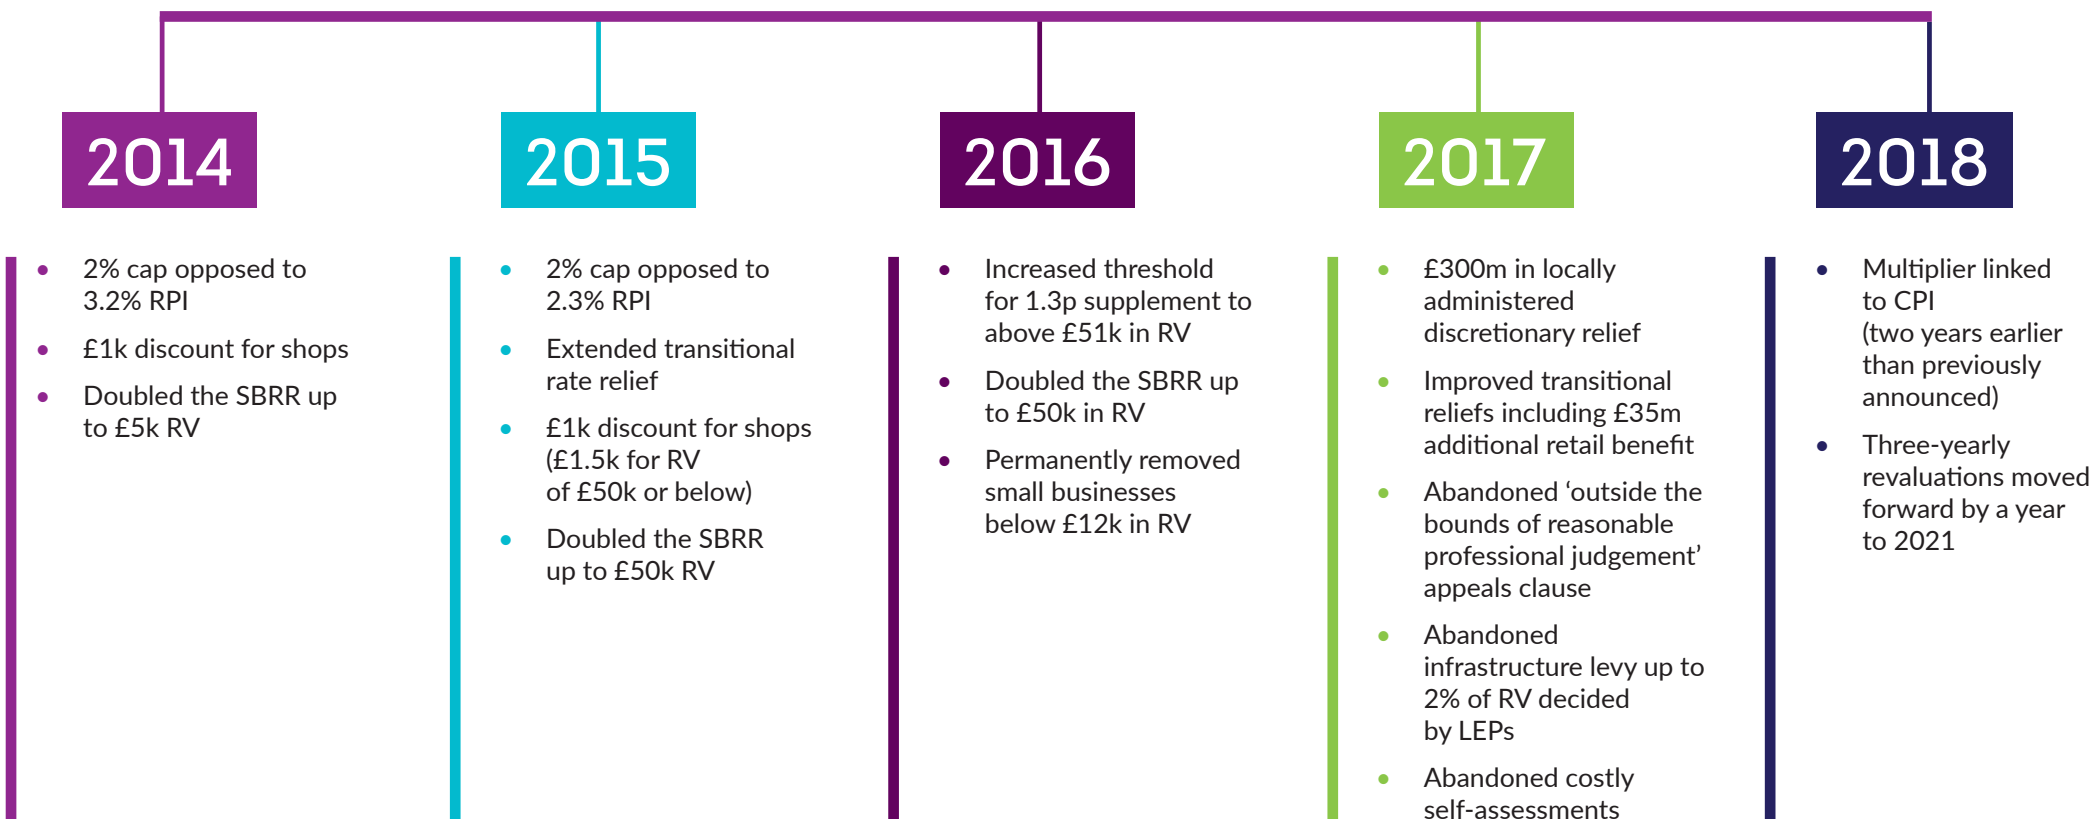 2014
2% cap opposed to
3.2% RPI
£1k discount for shops
Doubled the SBRR up
to £5k RV
2015
2% cap opposed to
2.3% RPI
Extended transitional
rate relief
£1k discount for shops
(£1.5k for RV
of £50k or below)
Doubled the SBRR
up to £50k RV
2016
Increased threshold
for 1.3p supplement to
above £51k in RV
Doubled the SBRR up
to £50k in RV
Permanently removed
small businesses
below £12k in RV
2017
£300m in locally
administered
discretionary relief
Improved transitional
reliefs including £35m
additional retail benefit
Abandoned ‘outside the
bounds of reasonable
professional judgement’
appeals clause
Abandoned
infrastructure levy up to
2% of RV decided
by LEPs
Abandoned costly
self-assessments
2018
Multiplier linked
to CPI
(two years earlier
than previously
announced)
Three-yearly
revaluations moved
forward by a year
to 2021